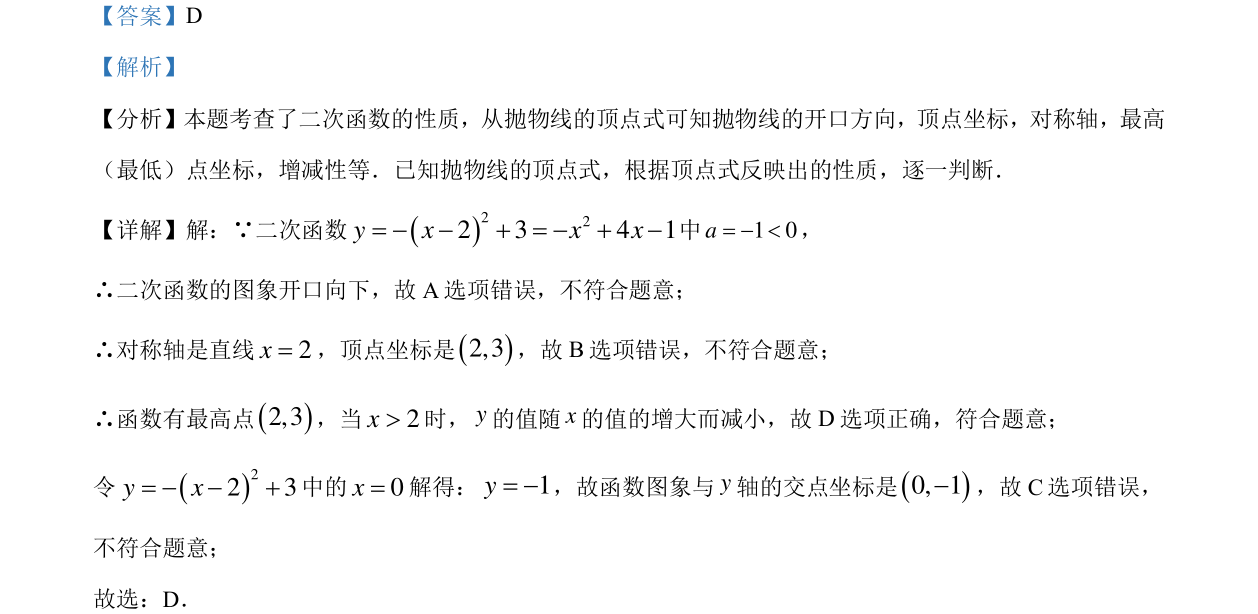 【答案】D
【解析】
【分析】本题考查了二次函数的性质，从抛物线的顶点式可知抛物线的开口方向，顶点坐标，对称轴，最高
（最低）点坐标，增减性等．已知抛物线的顶点式，根据顶点式反映出的性质，逐一判断．
【详解】解：∵二次函数 y = −(x − 2)² + 3 = −x² + 4x − 1 中 a = −1 < 0，
∴二次函数的图象开口向下，故 A 选项错误，不符合题意；
∴对称轴是直线 x = 2，顶点坐标是 (2,3)，故 B 选项错误，不符合题意；
∴函数有最高点 (2,3)，当 x > 2 时， y 的值随 x 的值的增大而减小，故 D 选项正确，符合题意；
令 y = −(x − 2)² + 3 中的 x = 0 解得： y = −1，故函数图象与 y 轴的交点坐标是 (0,−1)，故 C 选项错误，
不符合题意；
故选：D．